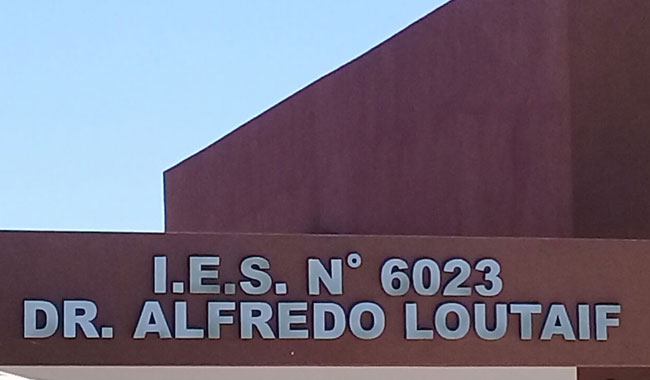 I.E.S. N° 6023
DR. ALFREDO LOUTAIF